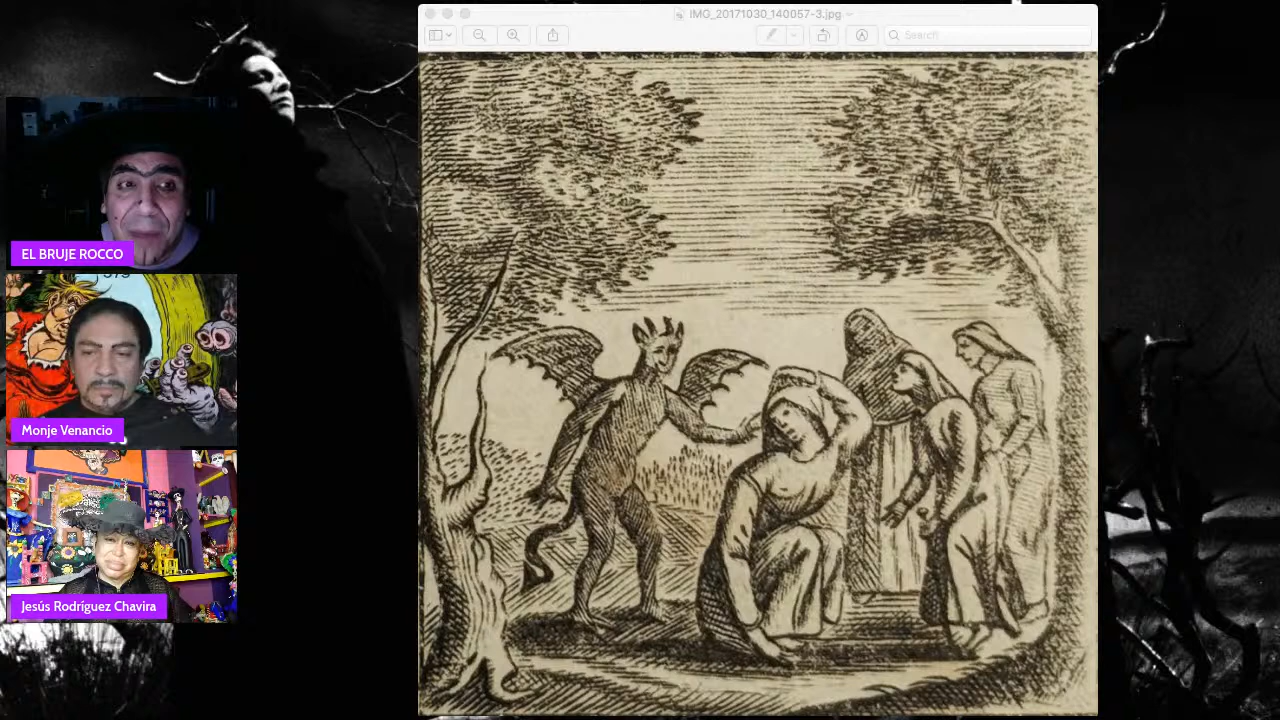 IMG_20171030_140057-3.jpg
Search
EL BRUJE ROCCO
Monje Venancio
Jesús Rodríguez Chavira